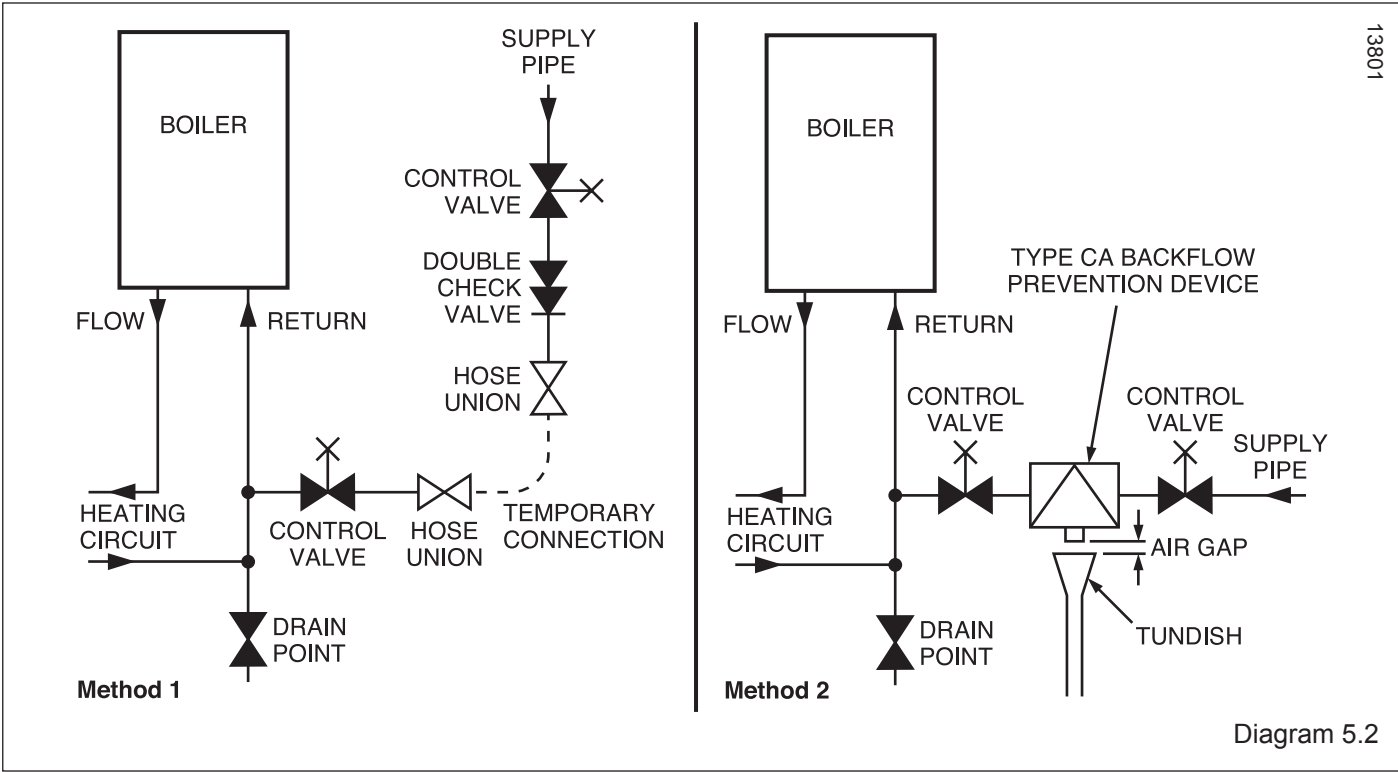 SUPPLY
PIPE
BOILER
CONTROL
VALVE
DOUBLE
CHECK
VALVE
FLOW
RETURN
HOSE
UNION
HEATING
CIRCUIT
CONTROL
VALVE
HOSE
UNION
TEMPORARY
CONNECTION
DRAIN
POINT
Method 1
13801
BOILER
TYPE CA BACKFLOW
PREVENTION DEVICE
FLOW
RETURN
CONTROL
VALVE
CONTROL
VALVE
SUPPLY
PIPE
HEATING
CIRCUIT
AIR GAP
DRAIN
POINT
TUNDISH
Method 2
Diagram 5.2